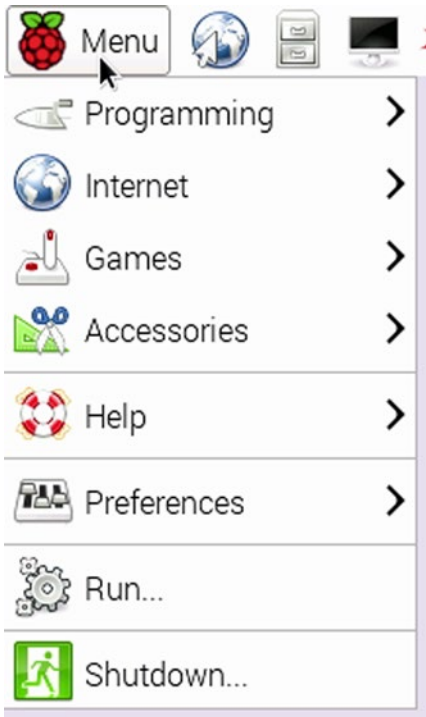 Menu
Programming
Internet
Games
Accessories
Help
Preferences
Run...
Shutdown...